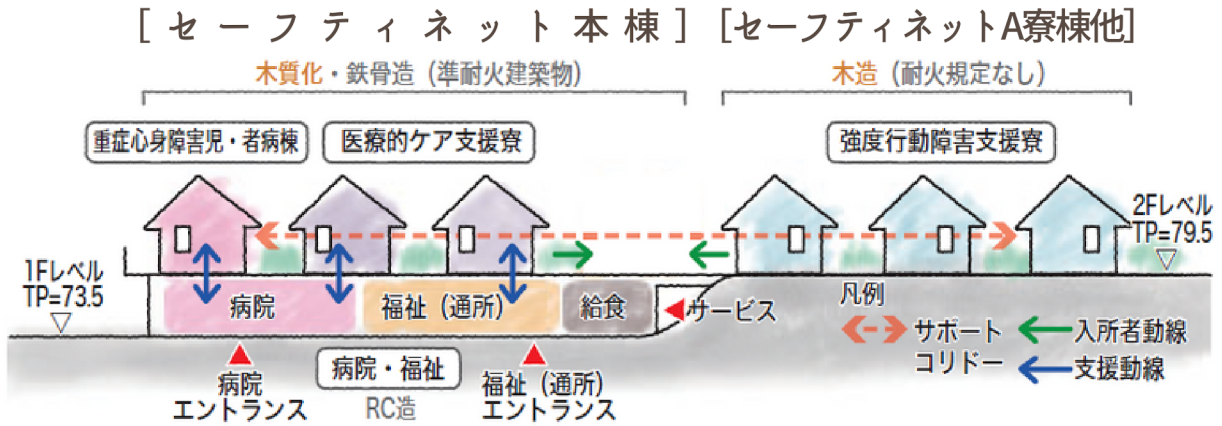 [セーフティネット本棟] [セーフティネットA寮棟他]
木質化・鉄骨造（準耐火建築物）
木造（耐火規定なし）
重症心身障害児・者病棟
医療的ケア支援寮
強度行動障害支援寮
2Fレベル
TP=79.5
1Fレベル
TP=73.5
病院
福祉（通所）
給食
サービス
凡例
サポート
コリドー
入所者動線
支援動線
病院
エントランス
病院・福祉
RC造
福祉（通所）
エントランス